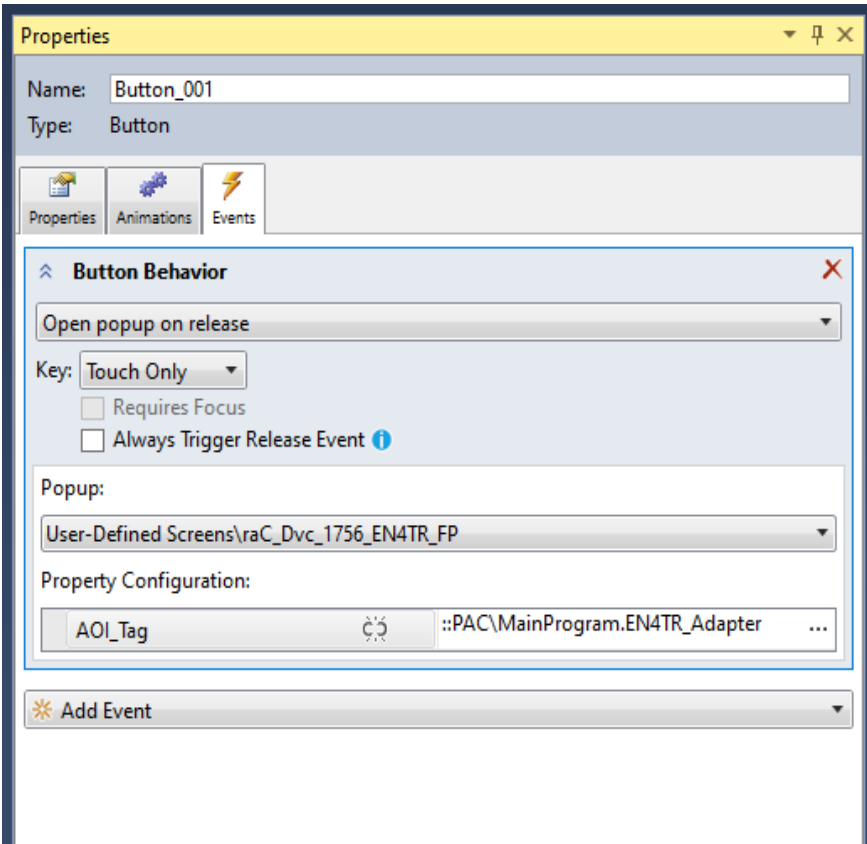 Properties
Name: Button_001
Type: Button
Properties Animations Events
Button Behavior
Open popup on release
Key: Touch Only
Requires Focus
Always Trigger Release Event
Popup:
User-Defined Screens\raC_Dvc_1756_EN4TR_FP
Property Configuration:
AOI_Tag ::PAC\MainProgram.EN4TR_Adapter ...
Add Event